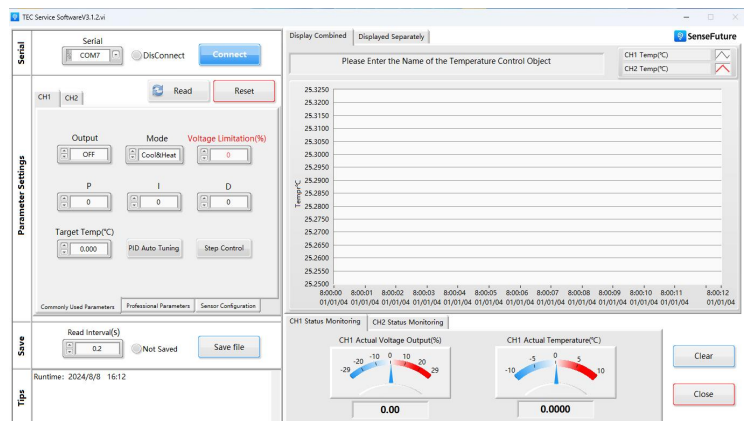 TEC Service SoftwareV3.1.2.vi
Serial
Serial
COM7
DisConnect
Connect
Parameter Settings
CH1 CH2
Read
Reset
Output Mode Voltage Limitation(%)
OFF Cool&Heat 0
P I D
0 0 0
Target Temp(℃)
0.000 PID Auto Tuning Step Control
Commonly Used Parameters Professional Parameters Sensor Configuration
Save
Read Interval(S)
0.2 Not Saved Save file
Tips
Runtime: 2024/8/8 16:12
Display Combined Displayed Separately
SenseFuture
Please Enter the Name of the Temperature Control Object
CH1 Temp(℃)
CH2 Temp(℃)
Tempr℃
25.3250
25.3200
25.3150
25.3100
25.3050
25.3000
25.2950
25.2900
25.2850
25.2800
25.2750
25.2700
25.2650
25.2600
25.2550
25.2500
8:00:00 8:00:01 8:00:02 8:00:03 8:00:04 8:00:05 8:00:06 8:00:07 8:00:08 8:00:09 8:00:10 8:00:11 8:00:12
01/01/04 01/01/04 01/01/04 01/01/04 01/01/04 01/01/04 01/01/04 01/01/04 01/01/04 01/01/04 01/01/04 01/01/04 01/01/04
CH1 Status Monitoring CH2 Status Monitoring
CH1 Actual Voltage Output(%)
-29 -20 -10 0 10 20 29
0.00
CH1 Actual Temperature(℃)
-10 -5 0 5 10
0.0000
Clear
Close